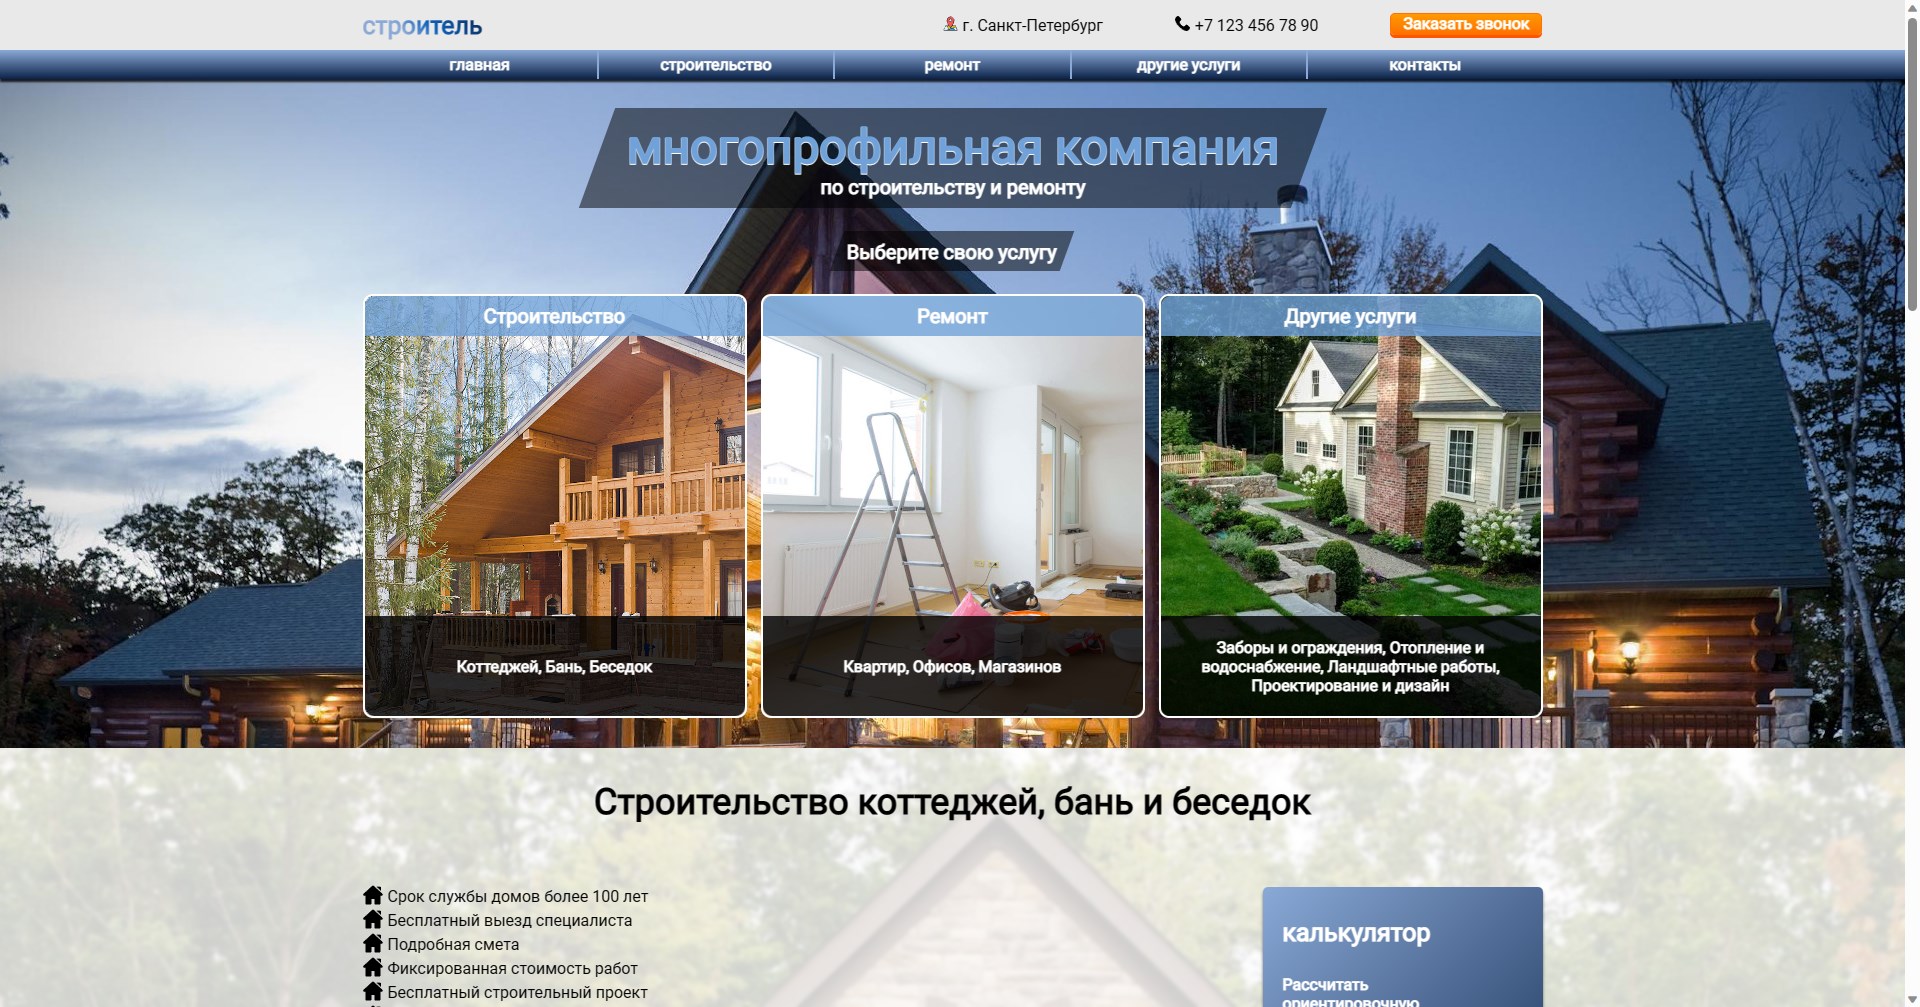 строитель
г. Санкт-Петербург
+7 123 456 78 90
Заказать звонок
главная
строительство
ремонт
другие услуги
контакты
многопрофильная компания
по строительству и ремонту
Выберите свою услугу
Строительство
Коттеджей, Бань, Беседок
Ремонт
Квартир, Офисов, Магазинов
Другие услуги
Заборы и ограждения, Отопление и
водоснабжение, Ландшафтные работы,
Проектирование и дизайн
Строительство коттеджей, бань и беседок
Срок службы домов более 100 лет
Бесплатный выезд специалиста
Подробная смета
Фиксированная стоимость работ
Бесплатный строительный проект
калькулятор
Рассчитать
ориентировочную